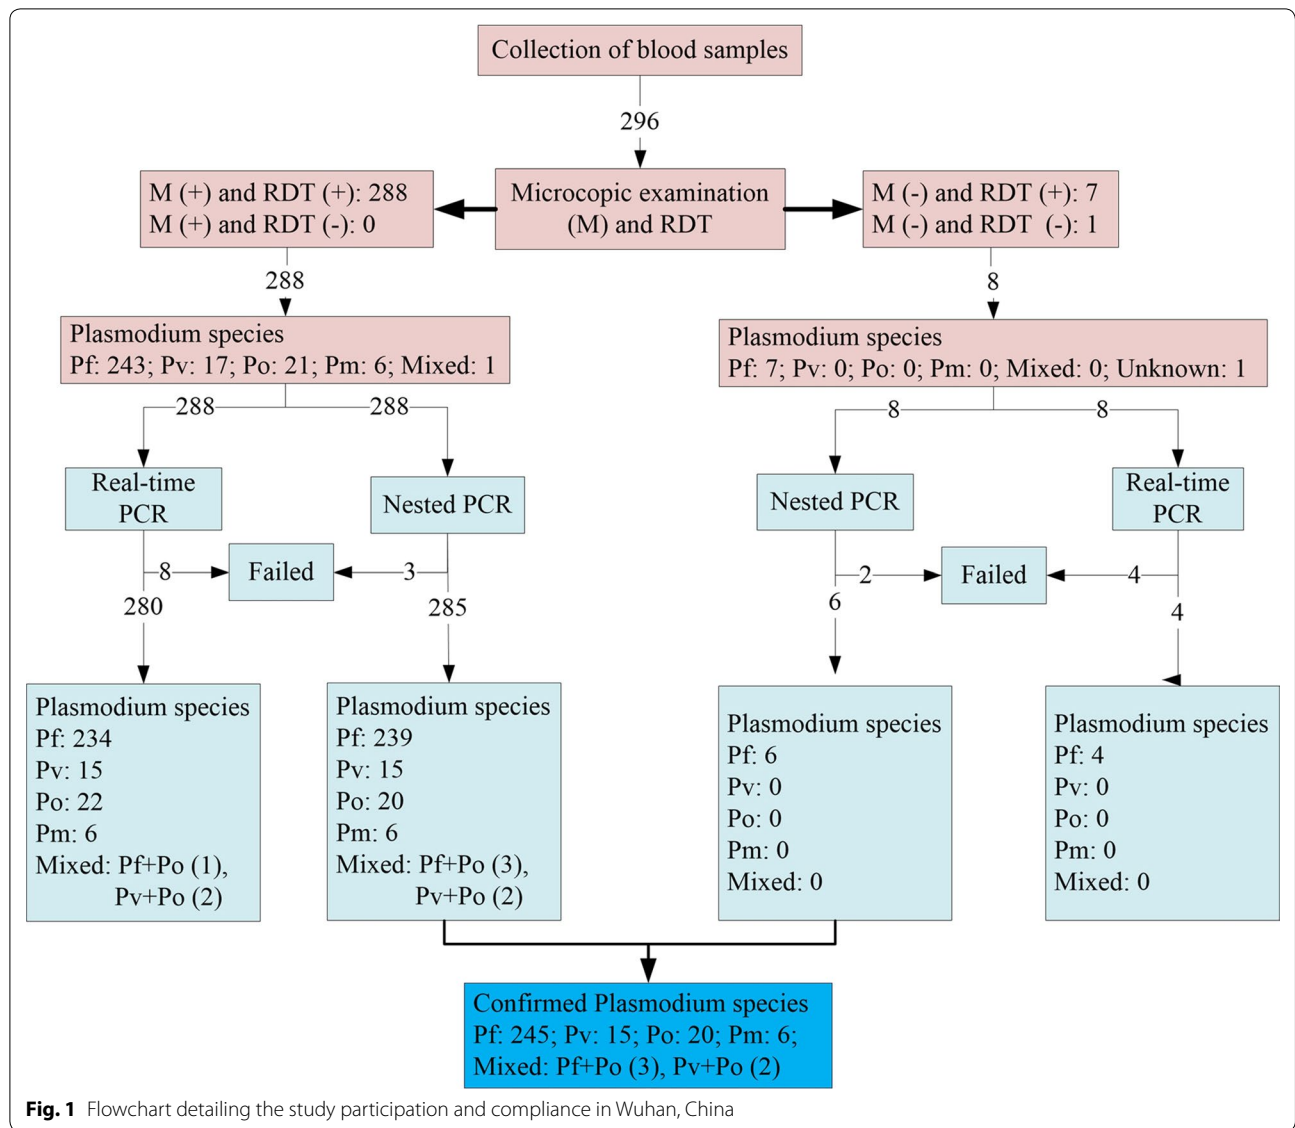 Collection of blood samples
296
M (+) and RDT (+): 288
M (+) and RDT (-): 0
Microcopic examination
(M) and RDT
M (-) and RDT (+): 7
M (-) and RDT (-): 1
288
8
Plasmodium species
Pf: 243; Pv: 17; Po: 21; Pm: 6; Mixed: 1
Plasmodium species
Pf: 7; Pv: 0; Po: 0; Pm: 0; Mixed: 0; Unknown: 1
288
288
8
8
Real-time
PCR
Nested PCR
Nested PCR
Real-time
PCR
8
Failed
3
2
Failed
4
280
285
6
4
Plasmodium species
Pf: 234
Pv: 15
Po: 22
Pm: 6
Mixed: Pf+Po (1),
Pv+Po (2)
Plasmodium species
Pf: 239
Pv: 15
Po: 20
Pm: 6
Mixed: Pf+Po (3),
Pv+Po (2)
Plasmodium species
Pf: 6
Pv: 0
Po: 0
Pm: 0
Mixed: 0
Plasmodium species
Pf: 4
Pv: 0
Po: 0
Pm: 0
Mixed: 0
Confirmed Plasmodium species
Pf: 245; Pv: 15; Po: 20; Pm: 6;
Mixed: Pf+Po (3), Pv+Po (2)
Fig. 1 Flowchart detailing the study participation and compliance in Wuhan, China